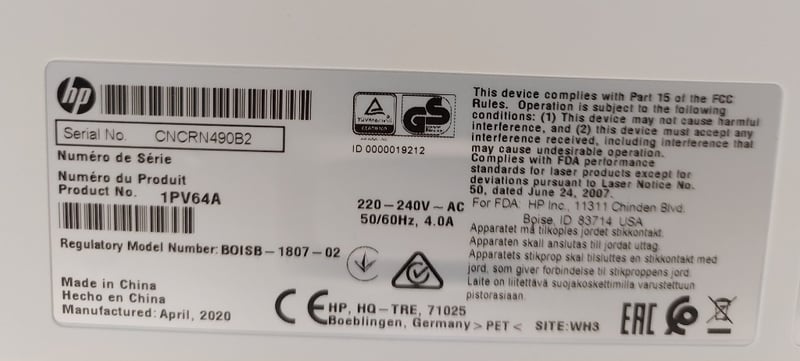 hp
Serial No. CNCRN490B2
Numéro de Série
Numéro du Produit
Product No. 1PV64A
Regulatory Model Number: BOISB-1807-02
Made in China
Hecho en China
Manufactured: April, 2020
TÜVRheinland
CERTIFIED
GS
ID 0000019212
220-240V~AC
50/60Hz, 4.0A
CE
HP, HQ-TRE, 71025
Boeblingen, Germany >PET< SITE:WH3
This device complies with Part 15 of the FCC
Rules. Operation is subject to the following
conditions: (1) This device may not cause harmful
interference, and (2) this device must accept any
interference received, including interference that
may cause undesirable operation.
Complies with FDA performance
standards for laser products except for
deviations pursuant to Laser Notice No.
50, dated June 24, 2007.
For FDA: HP Inc., 11311 Chinden Blvd.
Boise, ID 83714 USA
Apparatet må tilkoples jordet stikkontakt.
Apparaten skall anslutas till jordat uttag.
Apparatets stikprop skal tilsluttes en stikkontakt med
jord, som giver forbindelse til stikproppens jord.
Laite on liitettävä suojakoskettimilla varustettuun
pistorasiaan.
EAC